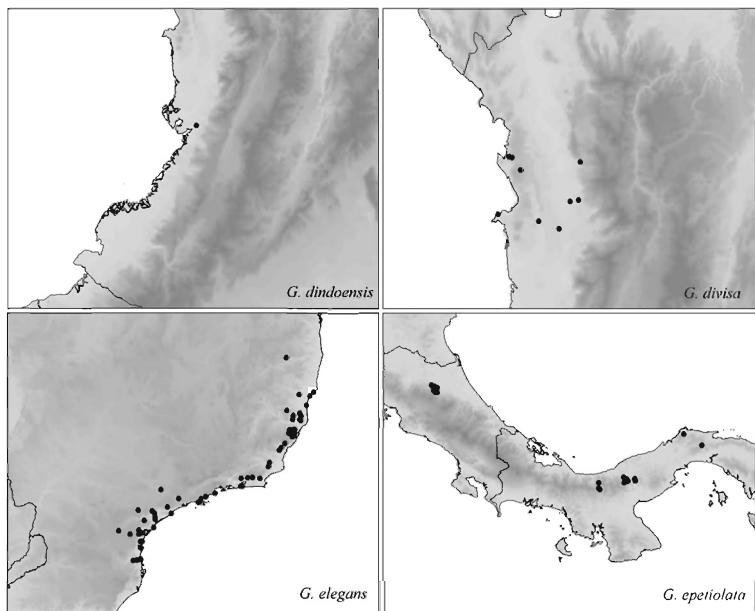 G. dindoensis
G. divisa
G. elegans
G. epetiolata